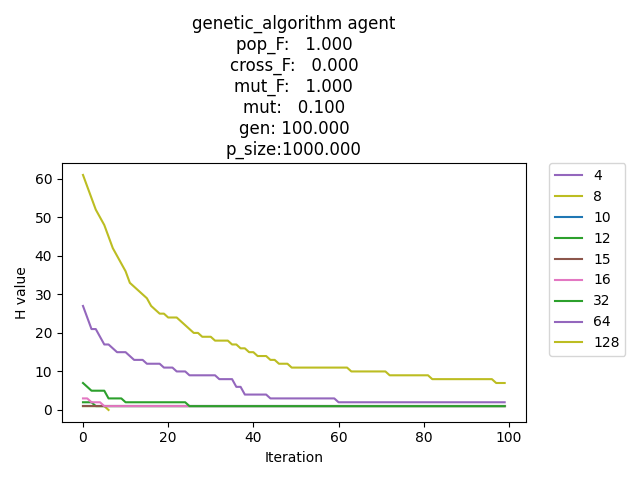 genetic_algorithm agent
pop_F: 1.000
cross_F: 0.000
mut_F: 1.000
mut: 0.100
gen: 100.000
p_size:1000.000
H value
60
50
40
30
20
10
0
0 20 40 60 80 100
Iteration
4
8
10
12
15
16
32
64
128